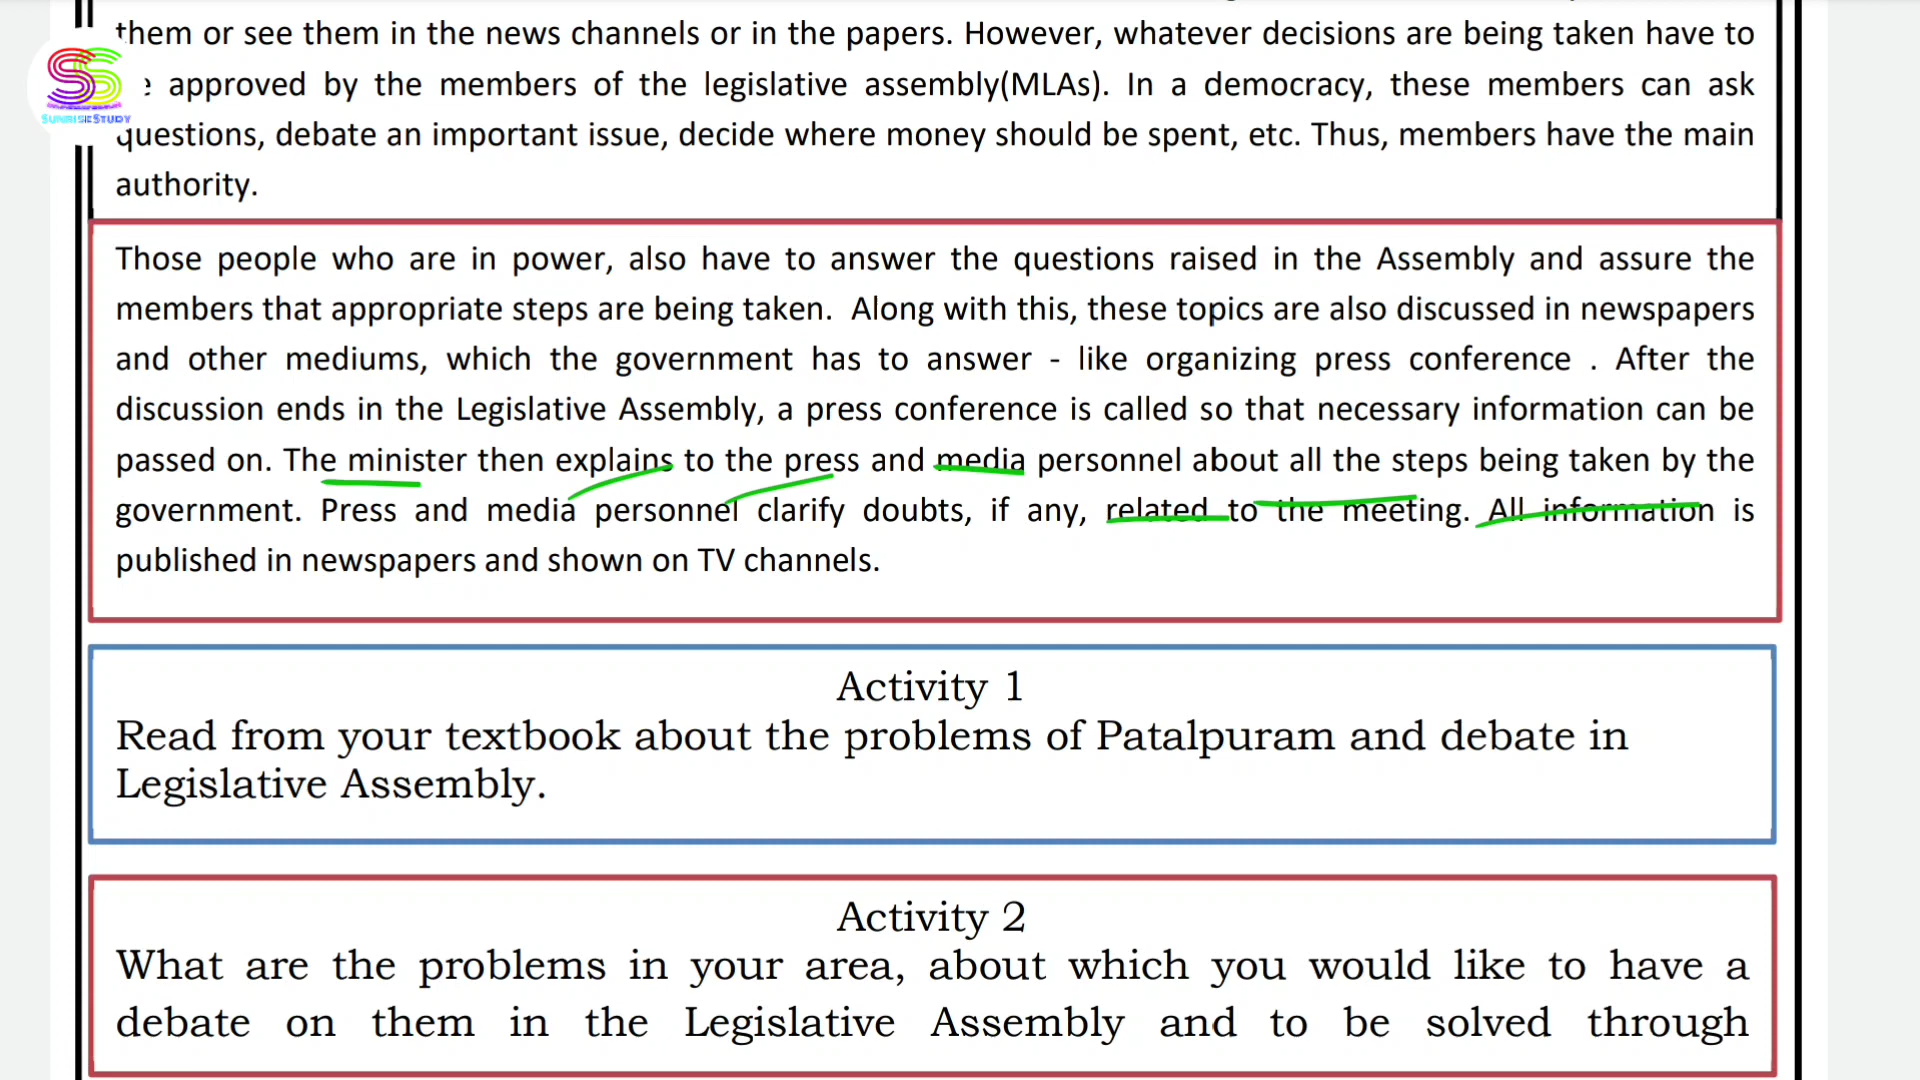 them or see them in the news channels or in the papers. However, whatever decisions are being taken have to
approved by the members of the legislative assembly(MLAs). In a democracy, these members can ask
questions, debate an important issue, decide where money should be spent, etc. Thus, members have the main
authority.
SUNRISESTUDY
Those people who are in power, also have to answer the questions raised in the Assembly and assure the
members that appropriate steps are being taken. Along with this, these topics are also discussed in newspapers
and other mediums, which the government has to answer - like organizing press conference . After the
discussion ends in the Legislative Assembly, a press conference is called so that necessary information can be
passed on. The minister then explains to the press and media personnel about all the steps being taken by the
government. Press and media personnel clarify doubts, if any, related to the meeting. All information is
published in newspapers and shown on TV channels.
Activity 1
Read from your textbook about the problems of Patalpuram and debate in
Legislative Assembly.
Activity 2
What are the problems in your area, about which you would like to have a
debate on them in the Legislative Assembly and to be solved through